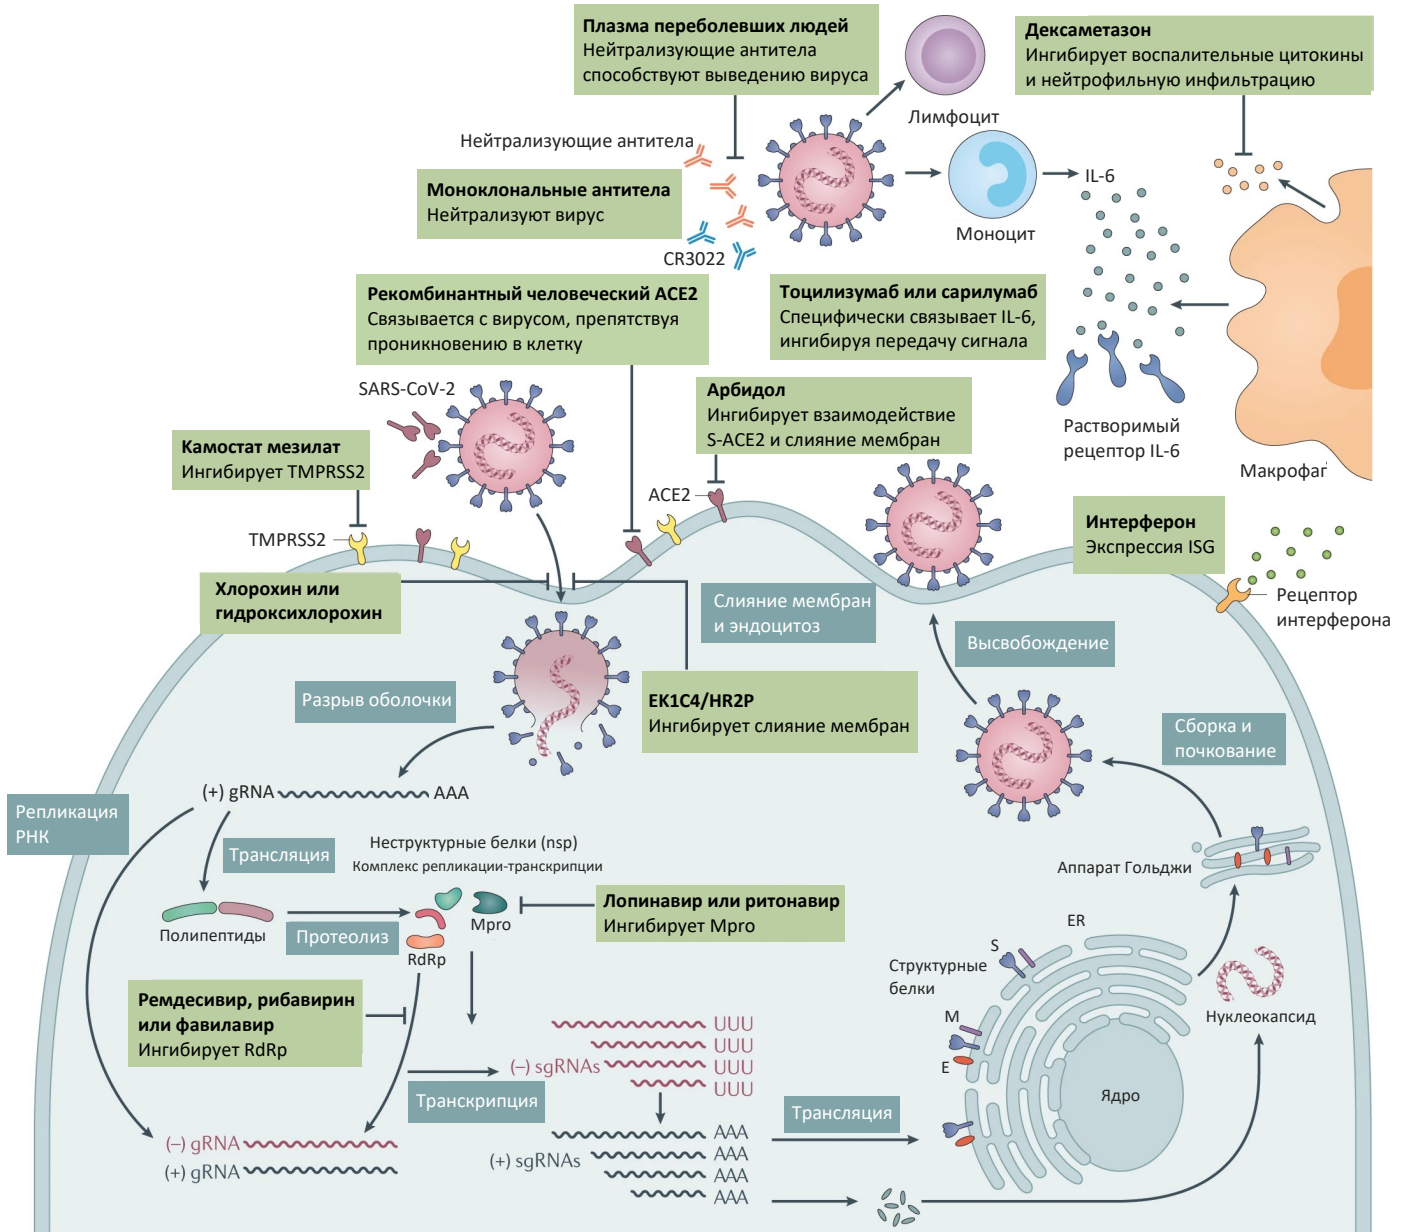 Плазма переболевших людей
Нейтрализующие антитела
способствуют выведению вируса
Дексаметазон
Ингибирует воспалительные цитокины
и нейтрофильную инфильтрацию
Лимфоцит
Нейтрализующие антитела
Моноклональные антитела
Нейтрализуют вирус
CR3022
Моноцит
IL-6
Рекомбинантный человеческий ACE2
Связывается с вирусом, препятствуя
проникновению в клетку
Тоцилизумаб или сарилумаб
Специфически связывает IL-6,
ингибируя передачу сигнала
SARS-CoV-2
Арбидол
Ингибирует взаимодействие
S-ACE2 и слияние мембран
Растворимый
рецептор IL-6
Макрофаг
Камостат мезилат
Ингибирует TMPRSS2
ACE2
TMPRSS2
Интерферон
Экспрессия ISG
Рецептор
интерферона
Хлорохин или
гидроксихлорохин
Слияние мембран
и эндоцитоз
Высвобождение
Разрыв оболочки
EK1C4/HR2P
Ингибирует слияние мембран
Сборка и
почкование
(+) gRNA
AAA
Репликация
РНК
Трансляция
Неструктурные белки (nsp)
Комплекс репликации-транскрипции
Аппарат Гольджи
Полипептиды
Протеолиз
Mpro
RdRp
Лопинавир или ритонавир
Ингибирует Mpro
ER
S
Структурные
белки
Ремдесивир, рибавирин
или фавилавир
Ингибирует RdRp
M
E
Нуклеокапсид
UUU
UUU
(–) sgRNAs
UUU
UUU
Транскрипция
Трансляция
Ядро
(–) gRNA
(+) gRNA
AAA
(+) sgRNAs
AAA
AAA
AAA